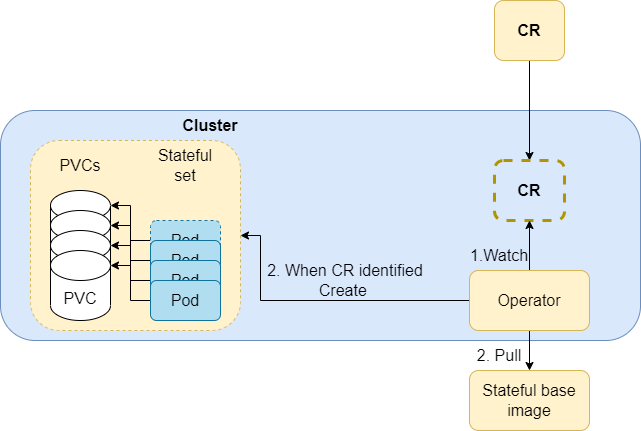 CR
Cluster
PVCs
Stateful
set
CR
Pod
Pod
Pod
Pod
PVC
1.Watch
2. When CR identified
Create
Operator
2. Pull
Stateful base
image